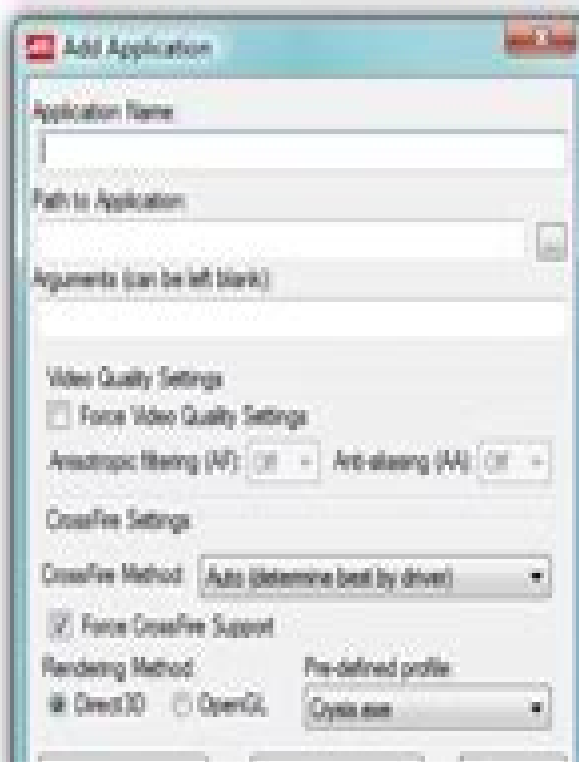 ATI Add Application
Application Name
Path to Application
...
Arguments (can be left blank)
Video Quality Settings
Force Video Quality Settings
Anisotropic filtering (AF) Off Anti-aliasing (AA) Off
CrossFire Settings
CrossFire Method Auto (determine best by driver)
Force CrossFire Support
Rendering Method Pre-defined profile
Direct3D OpenGL Crysis.exe